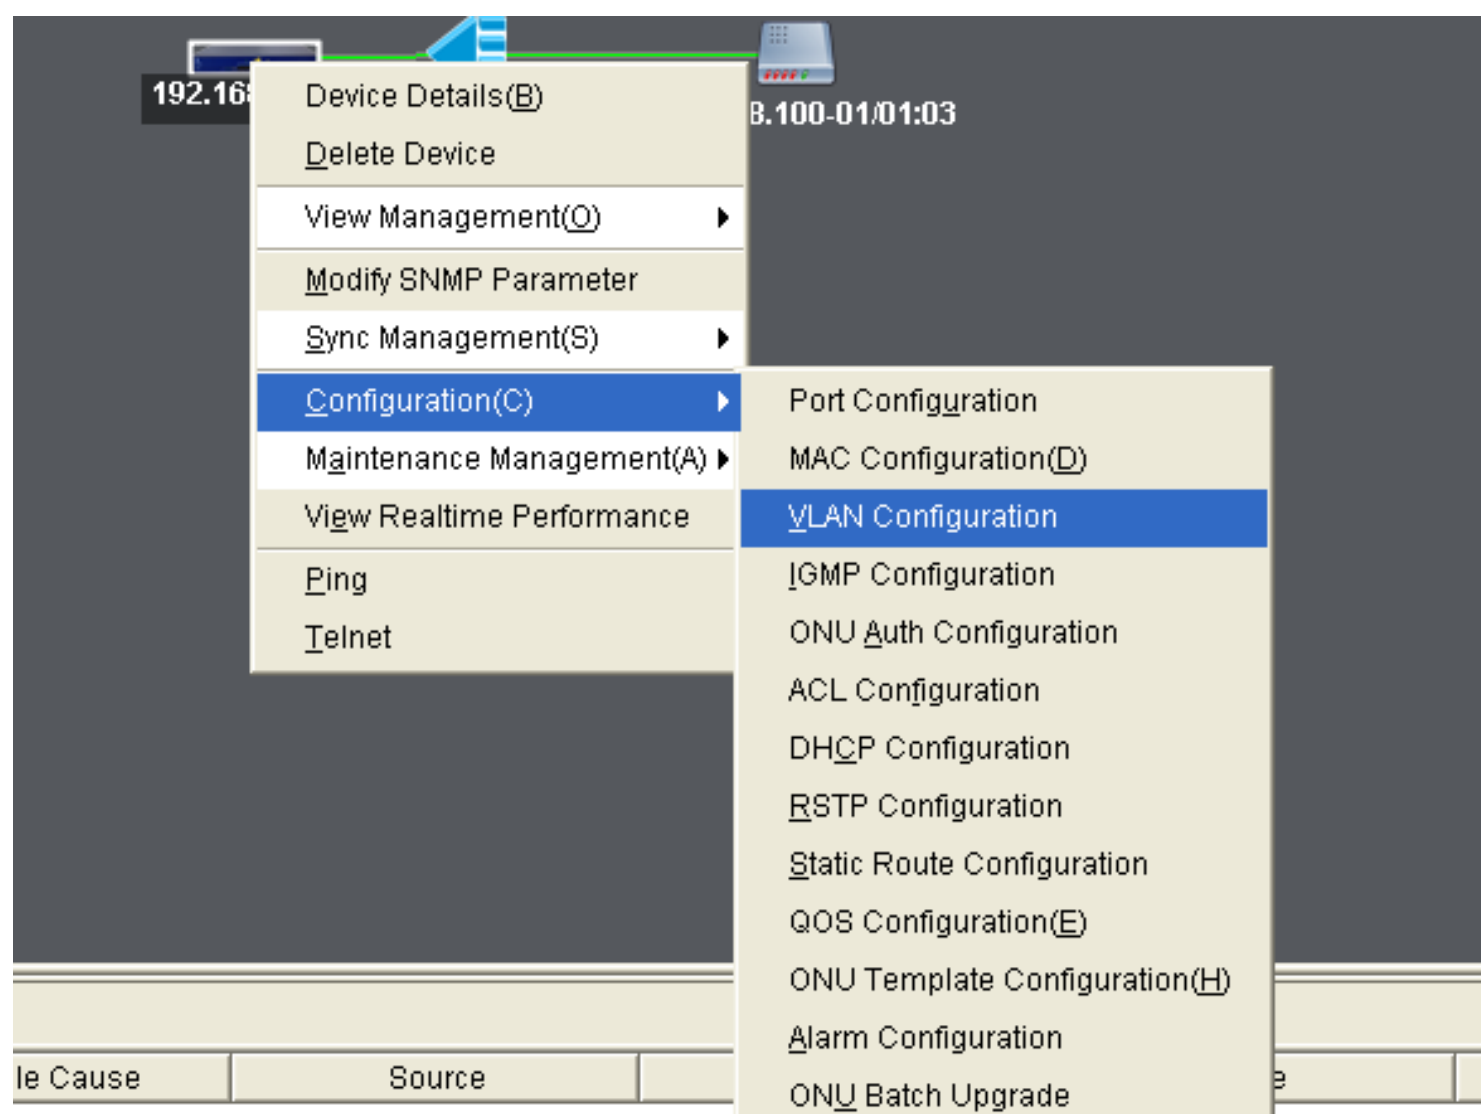 192.168
8.100-01/01:03
Device Details(B)
Delete Device
View Management(O)
Modify SNMP Parameter
Sync Management(S)
Configuration(C)
Maintenance Management(A)
View Realtime Performance
Ping
Telnet
Port Configuration
MAC Configuration(D)
VLAN Configuration
IGMP Configuration
ONU Auth Configuration
ACL Configuration
DHCP Configuration
RSTP Configuration
Static Route Configuration
QOS Configuration(E)
ONU Template Configuration(H)
Alarm Configuration
ONU Batch Upgrade
le Cause
Source
e